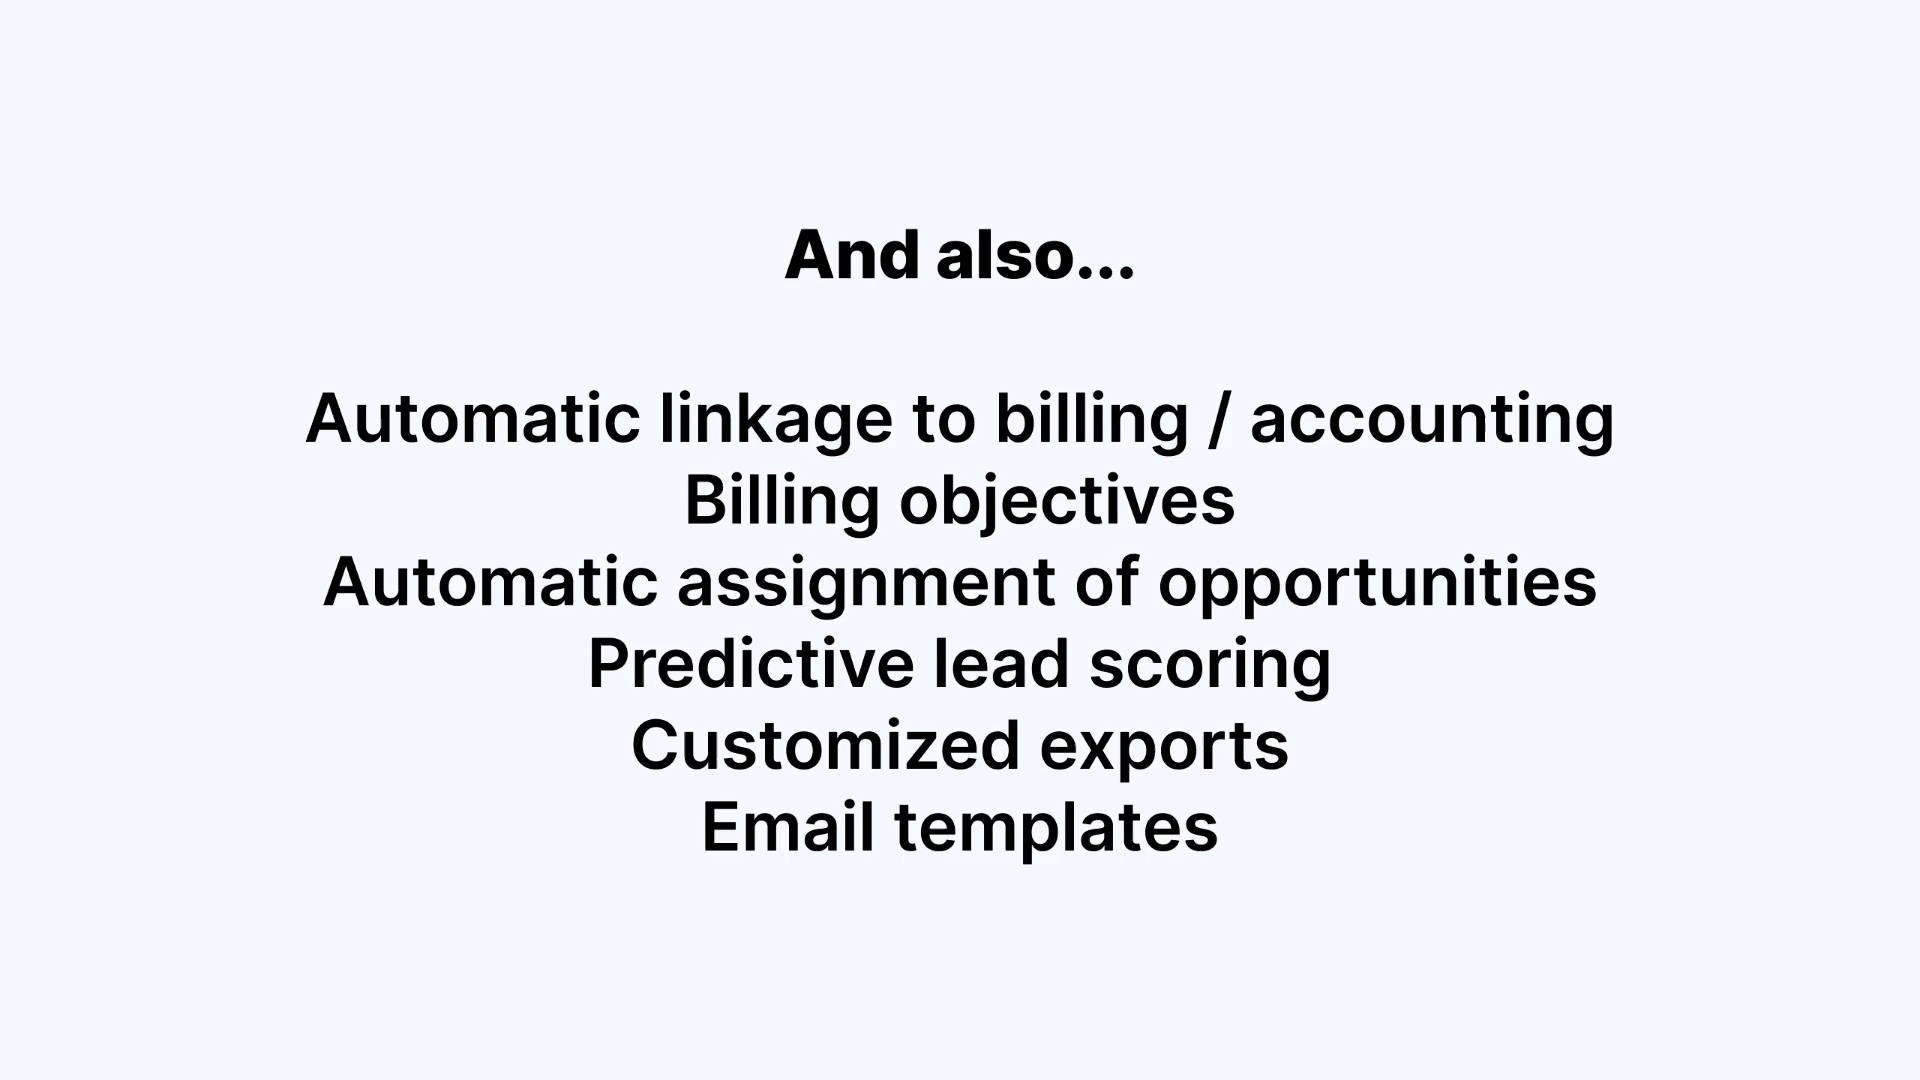 And also...
Automatic linkage to billing / accounting
Billing objectives
Automatic assignment of opportunities
Predictive lead scoring
Customized exports
Email templates